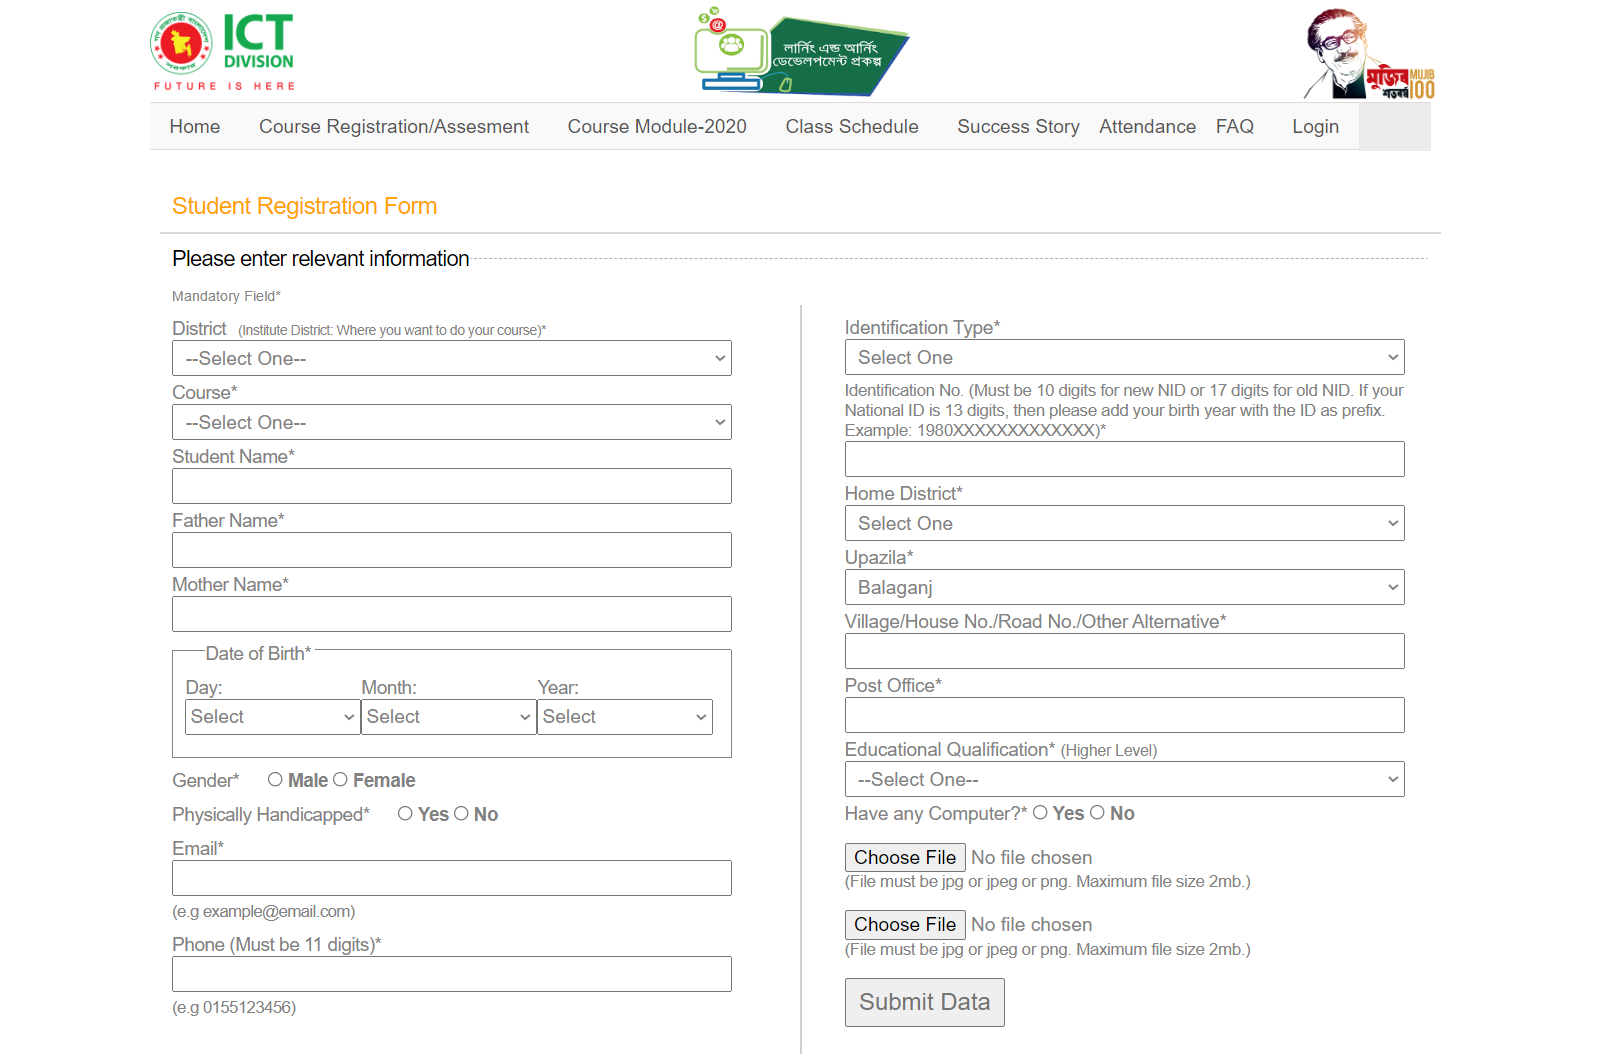 ICT
DIVISION
FUTURE IS HERE
লার্নিং এন্ড আর্নিং
ডেভেলপমেন্ট প্রকল্প
মুজিব MUJIB
শতবর্ষ 100
Home Course Registration/Assesment Course Module-2020 Class Schedule Success Story Attendance FAQ Login
Student Registration Form
Please enter relevant information
Mandatory Field*
District (Institute District: Where you want to do your course)*
--Select One--
Course*
--Select One--
Student Name*
Father Name*
Mother Name*
Date of Birth*
Day: Month: Year:
Select Select Select
Gender* Male Female
Physically Handicapped* Yes No
Email*
(e.g example@email.com)
Phone (Must be 11 digits)*
(e.g 0155123456)
Identification Type*
Select One
Identification No. (Must be 10 digits for new NID or 17 digits for old NID. If your
National ID is 13 digits, then please add your birth year with the ID as prefix.
Example: 1980XXXXXXXXXXXXX)*
Home District*
Select One
Upazila*
Balaganj
Village/House No./Road No./Other Alternative*
Post Office*
Educational Qualification* (Higher Level)
--Select One--
Have any Computer?* Yes No
Choose File No file chosen
(File must be jpg or jpeg or png. Maximum file size 2mb.)
Choose File No file chosen
(File must be jpg or jpeg or png. Maximum file size 2mb.)
Submit Data